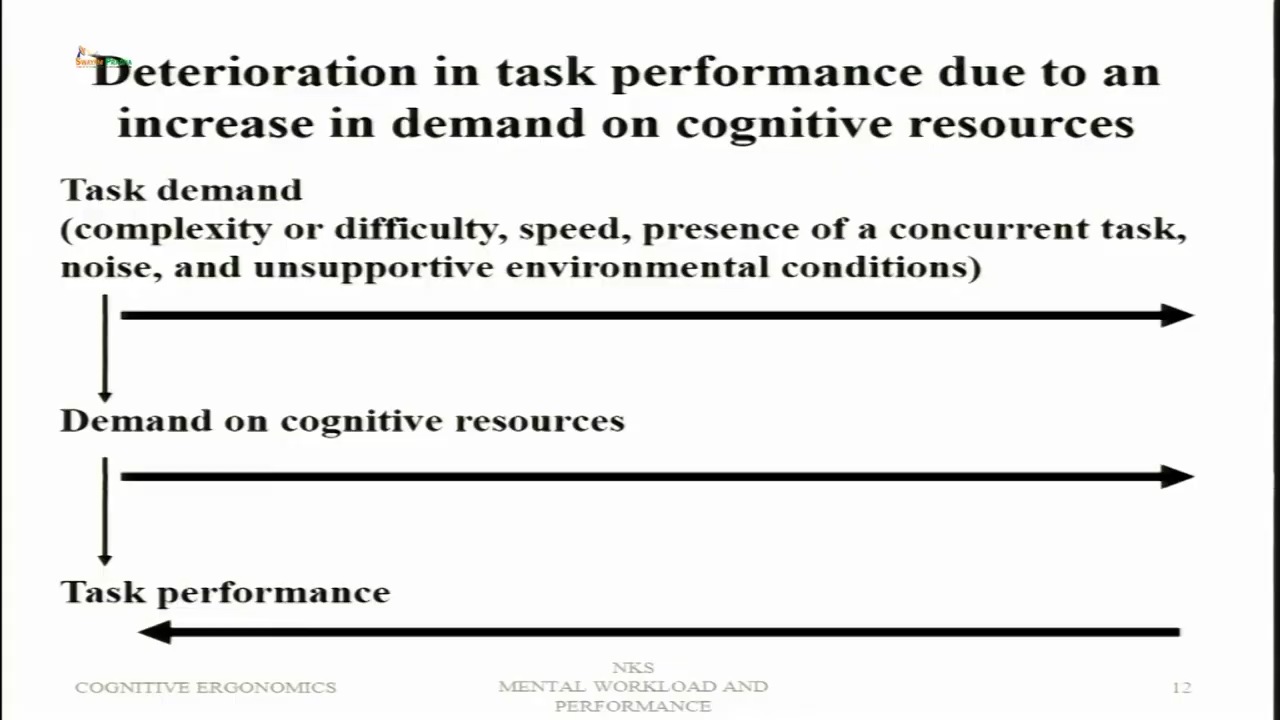 Deterioration in task performance due to an
increase in demand on cognitive resources
Task demand
(complexity or difficulty, speed, presence of a concurrent task,
noise, and unsupportive environmental conditions)
Demand on cognitive resources
Task performance
COGNITIVE ERGONOMICS
NKS
MENTAL WORKLOAD AND
PERFORMANCE
12